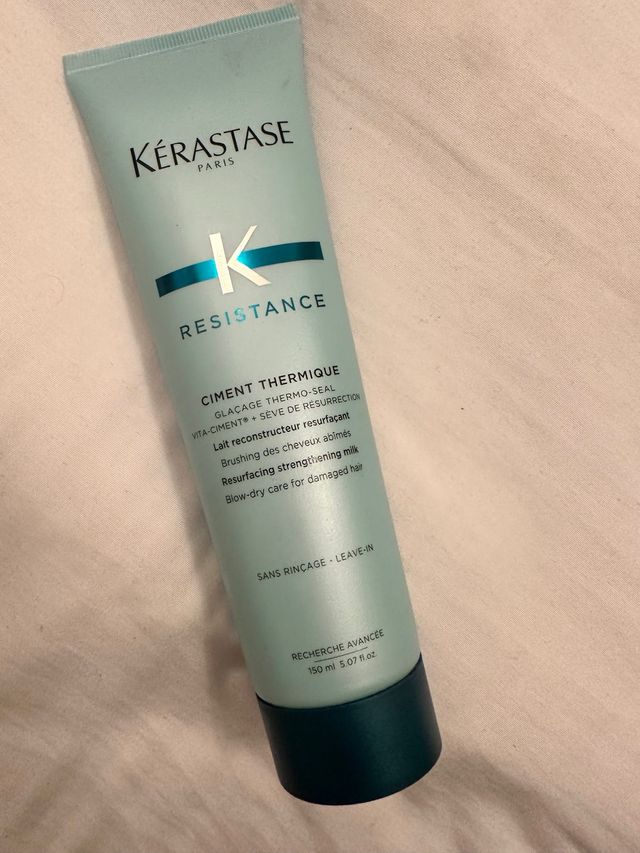 KÉRASTASE
PARIS
K
RESISTANCE
CIMENT THERMIQUE
GLAÇAGE THERMO-SEAL
VITA-CIMENT® + SÈVE DE RÉSURRECTION
Lait reconstructeur resurfaçant
Brushing des cheveux abîmés
Resurfacing strengthening milk
Blow-dry care for damaged hair
SANS RINÇAGE - LEAVE-IN
RECHERCHE AVANCÉE
150 ml 5.07 fl.oz.